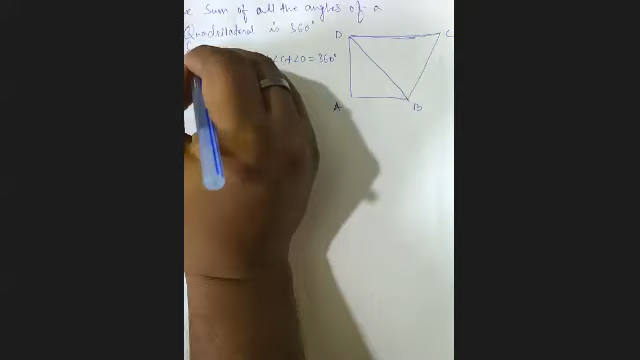 Sum of all the angles of a
Quadrilateral is 360°
∠C+∠D = 360°
D
C
A
B